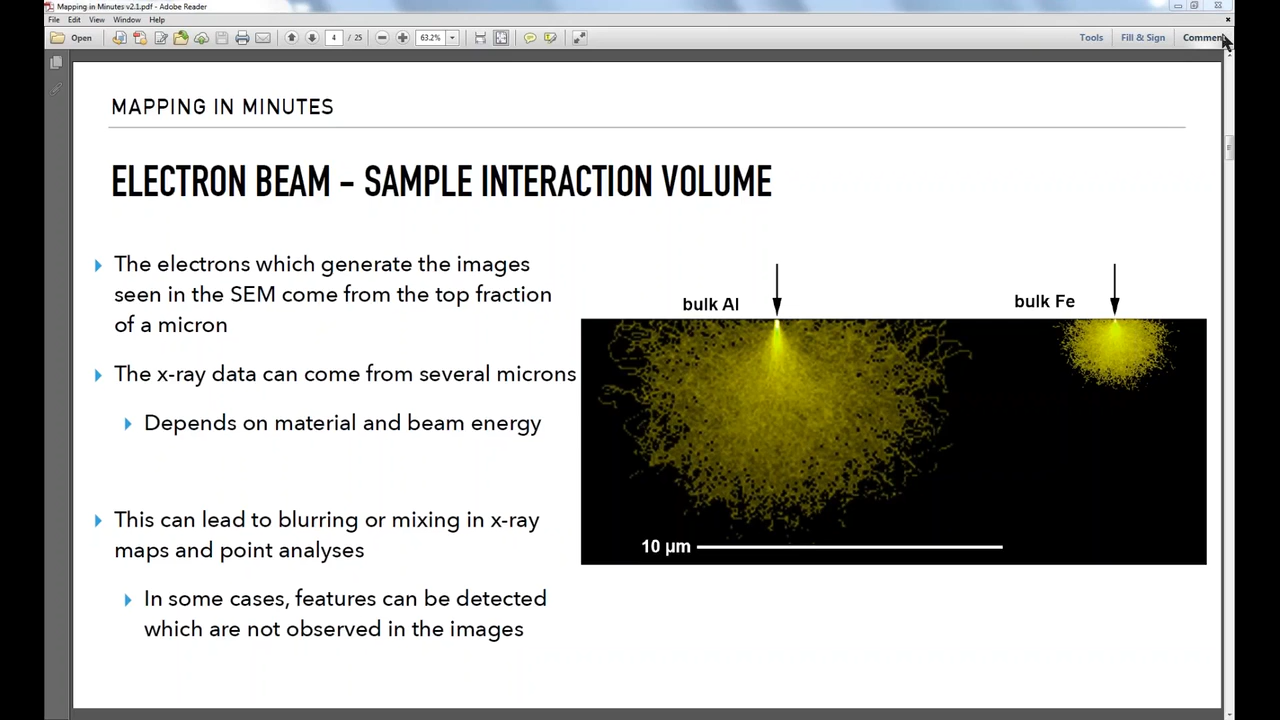 Mapping in Minutes v2.1.pdf - Adobe Reader
File Edit View Window Help
Open 4 / 25 63.2% Tools Fill & Sign Comment
MAPPING IN MINUTES
ELECTRON BEAM – SAMPLE INTERACTION VOLUME
The electrons which generate the images
seen in the SEM come from the top fraction
of a micron
The x-ray data can come from several microns
Depends on material and beam energy
This can lead to blurring or mixing in x-ray
maps and point analyses
In some cases, features can be detected
which are not observed in the images
bulk Al
bulk Fe
10 µm